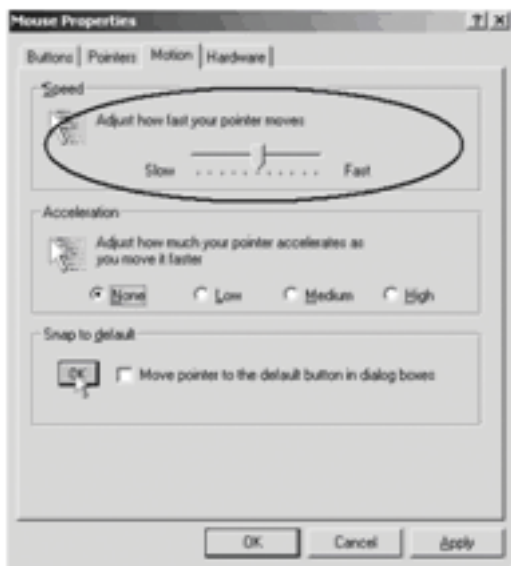 Mouse Properties
Buttons Pointers Motion Hardware
Speed
Adjust how fast your pointer moves
Slow Fast
Acceleration
Adjust how much your pointer accelerates as
you move it faster
None Low Medium High
Snap to default
OK Move pointer to the default button in dialog boxes
OK Cancel Apply